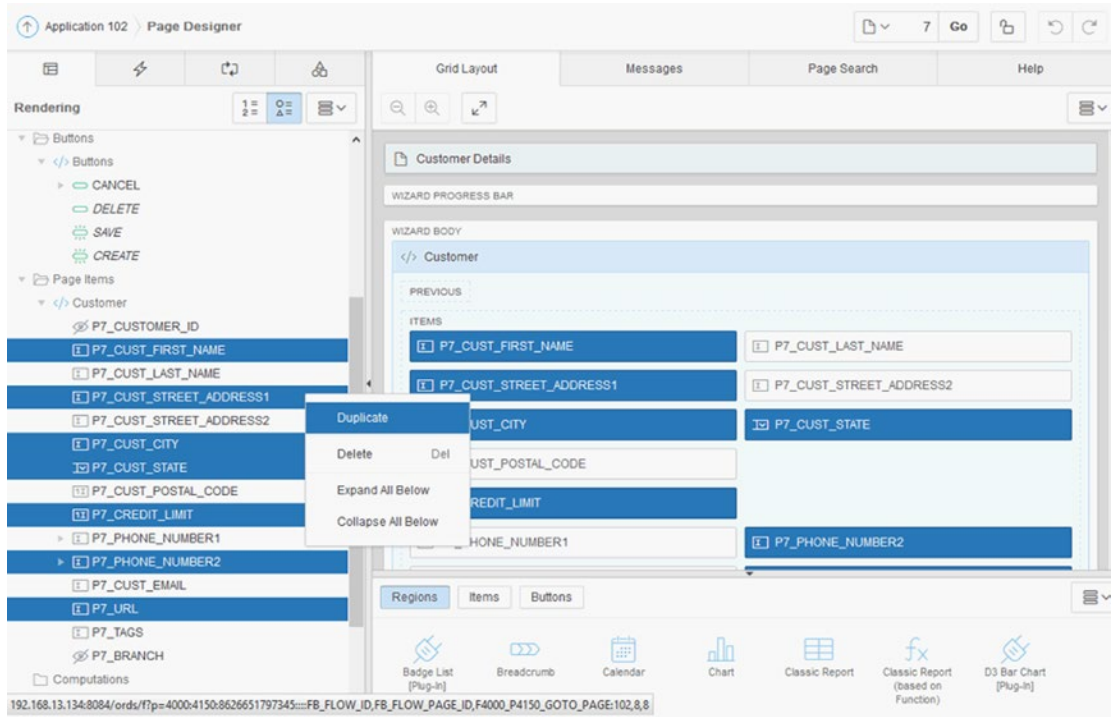 Application 102 Page Designer
7 Go
Grid Layout Messages Page Search Help
Rendering
Buttons
Buttons
CANCEL
DELETE
SAVE
CREATE
Page Items
Customer
P7_CUSTOMER_ID
P7_CUST_FIRST_NAME
P7_CUST_LAST_NAME
P7_CUST_STREET_ADDRESS1
P7_CUST_STREET_ADDRESS2
P7_CUST_CITY
P7_CUST_STATE
P7_CUST_POSTAL_CODE
P7_CREDIT_LIMIT
P7_PHONE_NUMBER1
P7_PHONE_NUMBER2
P7_CUST_EMAIL
P7_URL
P7_TAGS
P7_BRANCH
Computations
Duplicate
Delete Del
Expand All Below
Collapse All Below
Customer Details
WIZARD PROGRESS BAR
WIZARD BODY
Customer
PREVIOUS
ITEMS
P7_CUST_FIRST_NAME P7_CUST_LAST_NAME
P7_CUST_STREET_ADDRESS1 P7_CUST_STREET_ADDRESS2
UST_CITY P7_CUST_STATE
UST_POSTAL_CODE
REDIT_LIMIT
HONE_NUMBER1 P7_PHONE_NUMBER2
Regions Items Buttons
Badge List
[Plug-In]
Breadcrumb
Calendar
Chart
Classic Report
Classic Report
(based on
Function)
D3 Bar Chart
[Plug-In]
192.168.13.134:8084/ords/f?p=4000:4150:8626651797345:::::FB_FLOW_ID,FB_FLOW_PAGE_ID,F4000_P4150_GOTO_PAGE:102,8,8